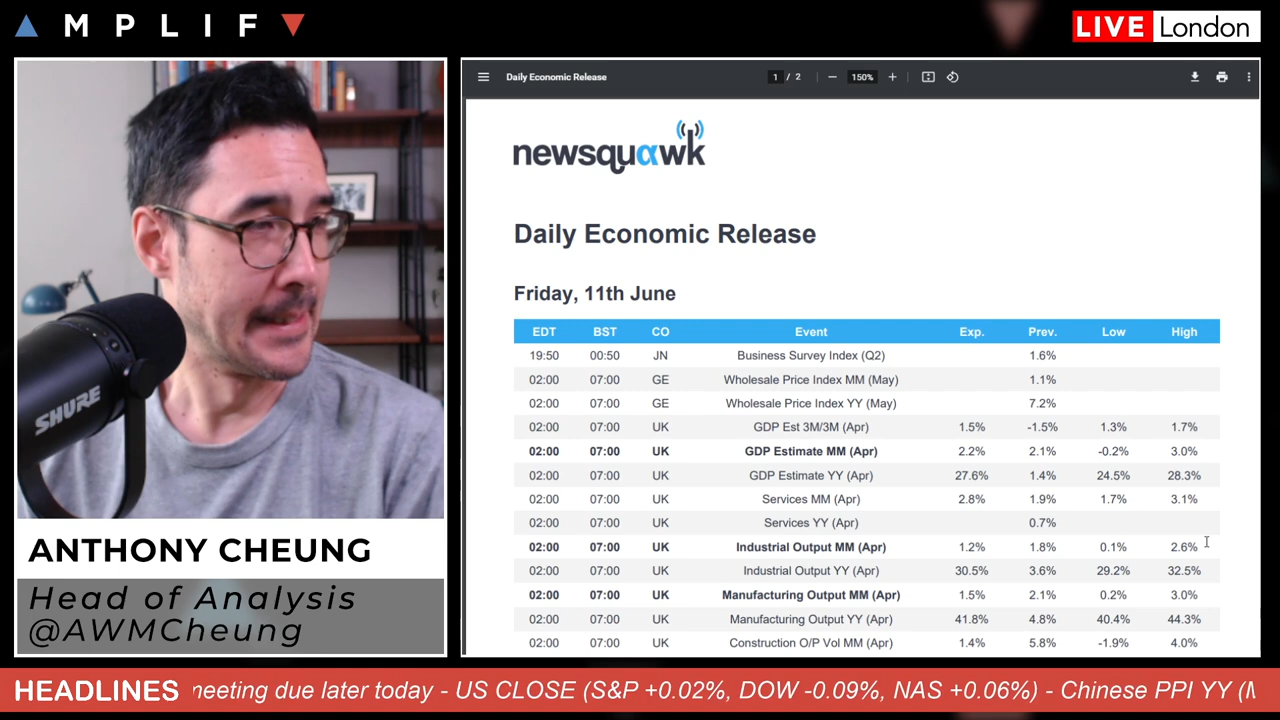 AMPLIFY
LIVE London
Daily Economic Release
1 / 2
150%
newsquawk
Daily Economic Release
Friday, 11th June
EDT BST CO Event Exp. Prev. Low High
19:50 00:50 JN Business Survey Index (Q2) 1.6%
02:00 07:00 GE Wholesale Price Index MM (May) 1.1%
02:00 07:00 GE Wholesale Price Index YY (May) 7.2%
02:00 07:00 UK GDP Est 3M/3M (Apr) 1.5% -1.5% 1.3% 1.7%
02:00 07:00 UK GDP Estimate MM (Apr) 2.2% 2.1% -0.2% 3.0%
02:00 07:00 UK GDP Estimate YY (Apr) 27.6% 1.4% 24.5% 28.3%
02:00 07:00 UK Services MM (Apr) 2.8% 1.9% 1.7% 3.1%
02:00 07:00 UK Services YY (Apr) 0.7%
02:00 07:00 UK Industrial Output MM (Apr) 1.2% 1.8% 0.1% 2.6%
02:00 07:00 UK Industrial Output YY (Apr) 30.5% 3.6% 29.2% 32.5%
02:00 07:00 UK Manufacturing Output MM (Apr) 1.5% 2.1% 0.2% 3.0%
02:00 07:00 UK Manufacturing Output YY (Apr) 41.8% 4.8% 40.4% 44.3%
02:00 07:00 UK Construction O/P Vol MM (Apr) 1.4% 5.8% -1.9% 4.0%
SHURE
ANTHONY CHEUNG
Head of Analysis
@AWMCheung
HEADLINES meeting due later today - US CLOSE (S&P +0.02%, DOW -0.09%, NAS +0.06%) - Chinese PPI YY (M